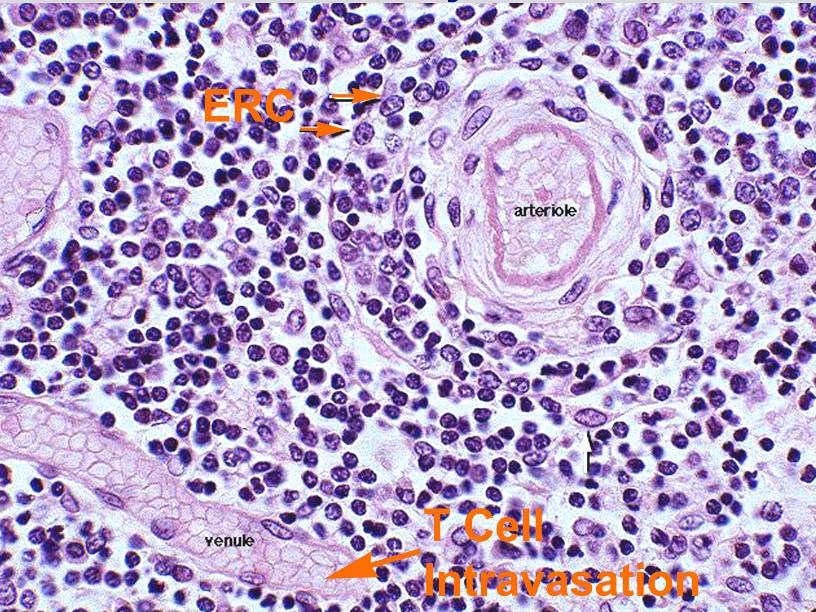 ERC
arteriole
venule
T Cell
Intravasation